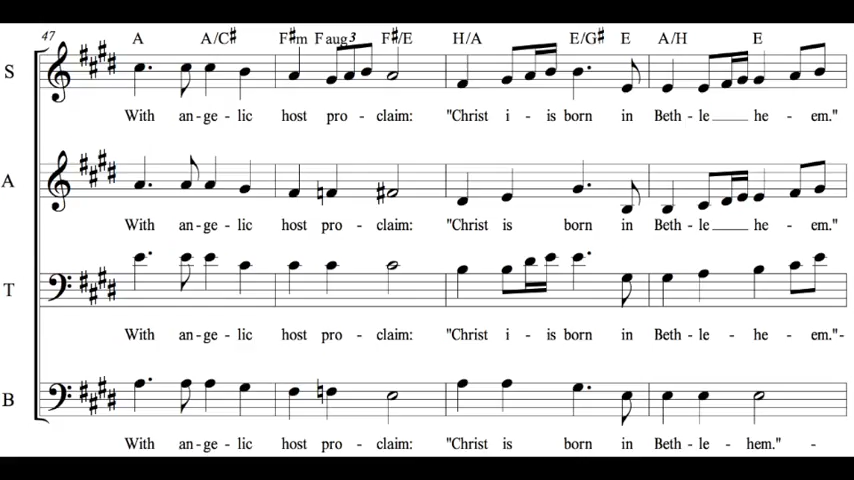 47 A A/C# F#m F aug3 F#/E H/A E/G# E A/H E
S
With an-ge-lic host pro-claim: "Christ i-is born in Beth-le___ he-em."
A
With an-ge-lic host pro-claim: "Christ is born in Beth-le___ he-em."
T
With an-ge-lic host pro-claim: "Christ i-is born in Beth-le-he-em."-
B
With an-ge-lic host pro-claim: "Christ is born in Beth-le-hem." -